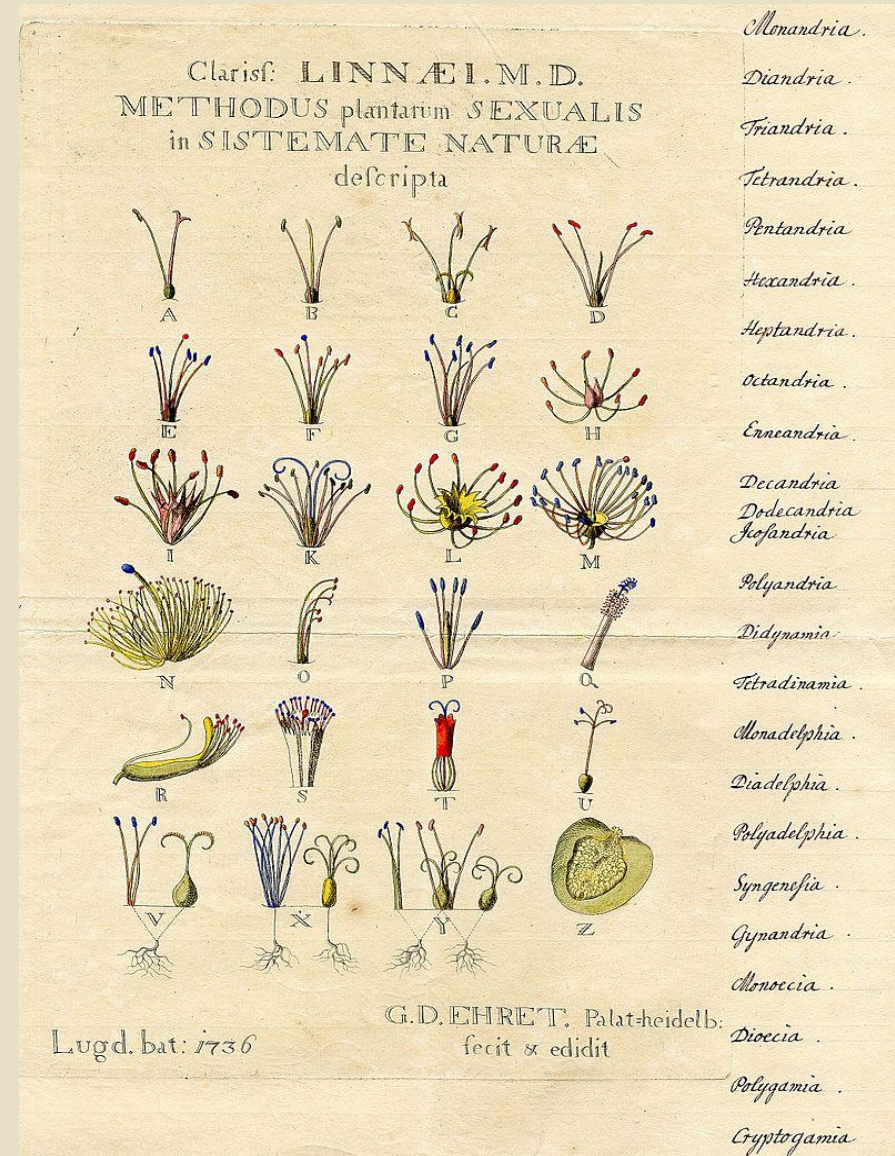 Clarisſ: LINNÆI. M. D.
METHODUS plantarum SEXUALIS
in SISTEMATE NATURÆ
deſcripta
A B C D
E F G H
I K L M
N O P Q
R S T U
V X Y Z
Lugd. bat: 1736
G.D. EHRET. Palat=heidelb:
fecit & edidit
Monandria.
Diandria.
Triandria.
Tetrandria.
Pentandria
Hexandria.
Heptandria
Octandria.
Enneandria.
Decandria
Dodecandria
Jcoſandria
Polyandria
Didynamia
Tetradinamia.
Monadelphia.
Diadelphia.
Polyadelphia
Syngeneſia.
Gynandria.
Monoecia.
Dioecia.
Polygamia.
Cryptogamia